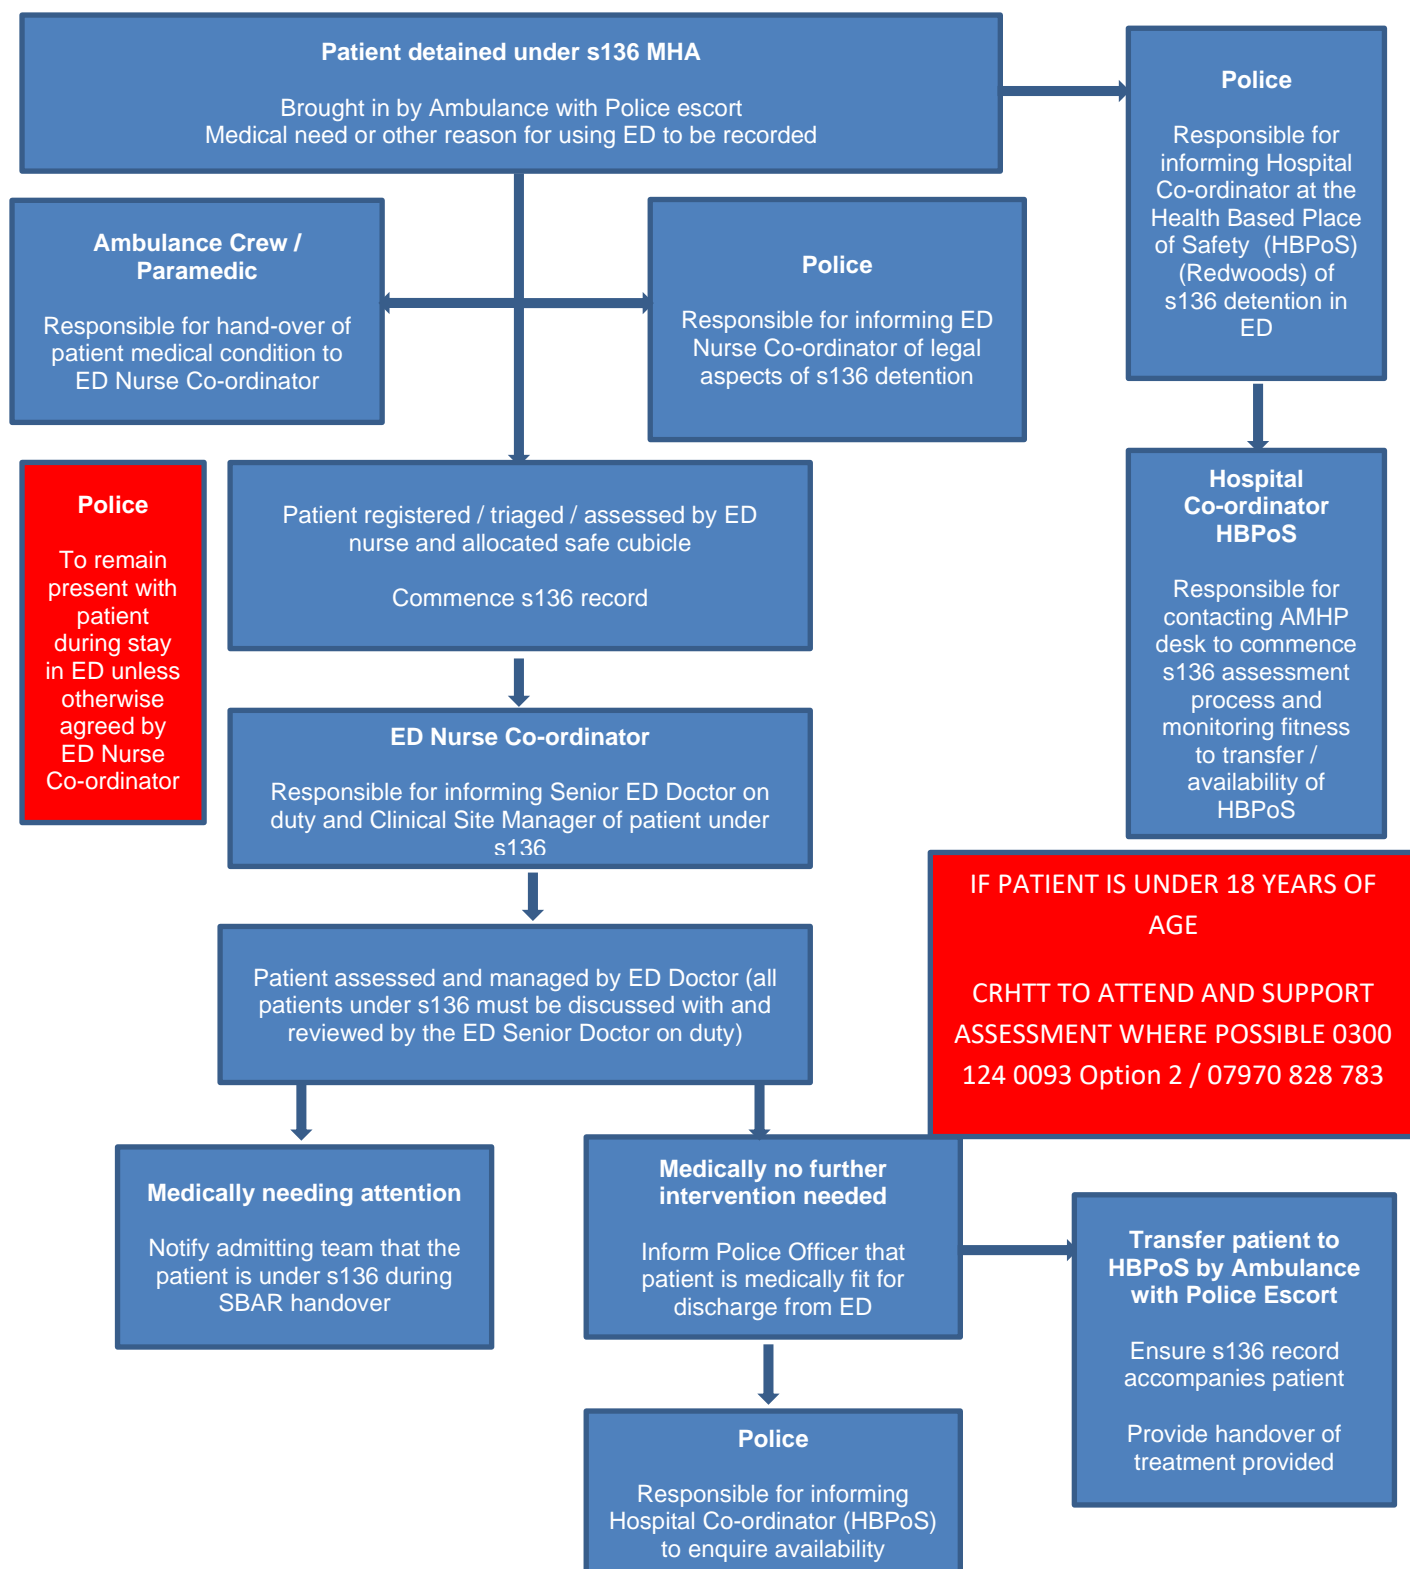 Patient detained under s136 MHA
Brought in by Ambulance with Police escort
Medical need or other reason for using ED to be recorded
Police
Responsible for
informing Hospital
Co-ordinator at the
Health Based Place
of Safety (HBPoS)
(Redwoods) of
s136 detention in
ED
Ambulance Crew /
Paramedic
Responsible for hand-over of
patient medical condition to
ED Nurse Co-ordinator
Police
Responsible for informing ED
Nurse Co-ordinator of legal
aspects of s136 detention
Police
To remain
present with
patient
during stay
in ED unless
otherwise
agreed by
ED Nurse
Co-ordinator
Patient registered / triaged / assessed by ED
nurse and allocated safe cubicle
Commence s136 record
Hospital
Co-ordinator
HBPoS
Responsible for
contacting AMHP
desk to commence
s136 assessment
process and
monitoring fitness
to transfer /
availability of
HBPoS
ED Nurse Co-ordinator
Responsible for informing Senior ED Doctor on
duty and Clinical Site Manager of patient under
s136
IF PATIENT IS UNDER 18 YEARS OF
AGE
CRHTT TO ATTEND AND SUPPORT
ASSESSMENT WHERE POSSIBLE 0300
124 0093 Option 2 / 07970 828 783
Patient assessed and managed by ED Doctor (all
patients under s136 must be discussed with and
reviewed by the ED Senior Doctor on duty)
Medically needing attention
Notify admitting team that the
patient is under s136 during
SBAR handover
Medically no further
intervention needed
Inform Police Officer that
patient is medically fit for
discharge from ED
Transfer patient to
HBPoS by Ambulance
with Police Escort
Ensure s136 record
accompanies patient
Provide handover of
treatment provided
Police
Responsible for informing
Hospital Co-ordinator (HBPoS)
to enquire availability